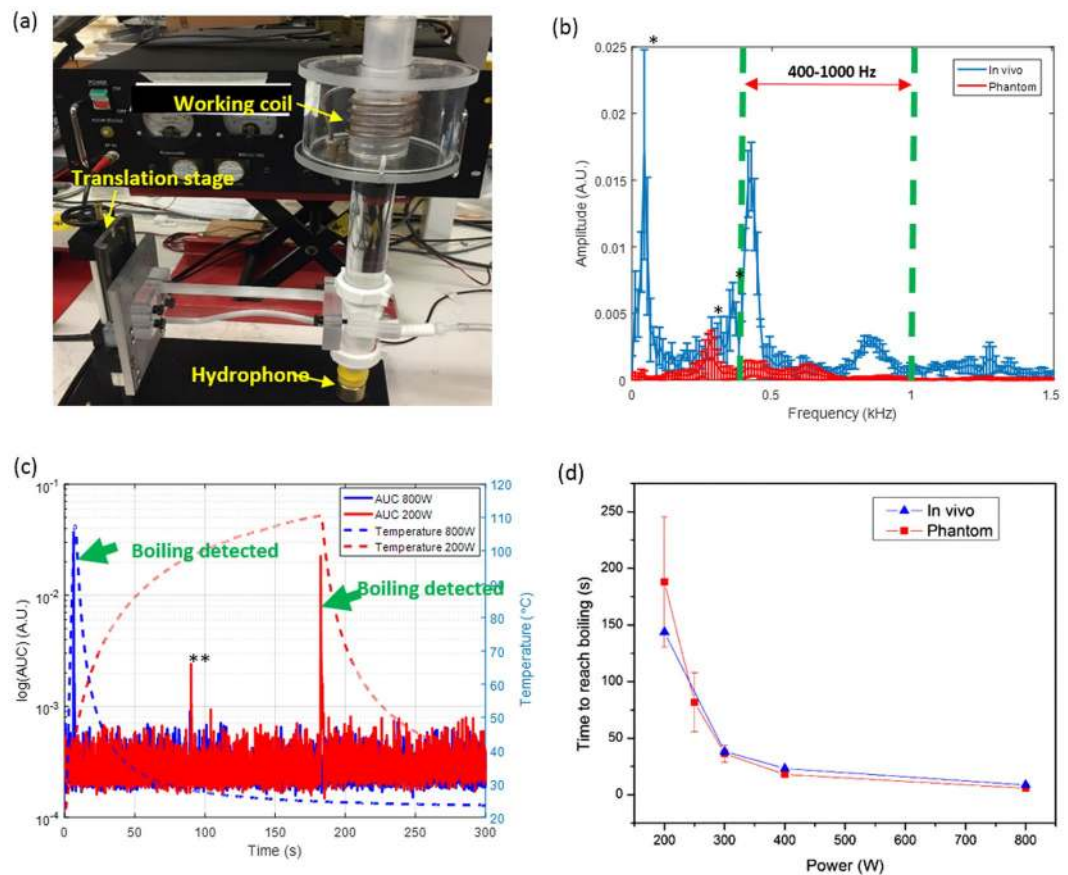 (a)
POWER
ON
OFF
Working coil
Translation stage
Hydrophone
(b)
*
400-1000 Hz
In vivo
Phantom
*
*
0.025
0.02
0.015
0.01
0.005
0
Amplitude (A.U.)
0 0.5 1 1.5
Frequency (kHz)
(c)
AUC 800W
AUC 200W
Temperature 800W
Temperature 200W
Boiling detected
Boiling detected
**
10-1
10-2
10-3
10-4
log(AUC) (A.U.)
120
110
100
90
80
70
60
50
40
30
20
Temperature (°C)
0 50 100 150 200 250 300
Time (s)
(d)
In vivo
Phantom
250
200
150
100
50
0
Time to reach boiling (s)
200 300 400 500 600 700 800
Power (W)